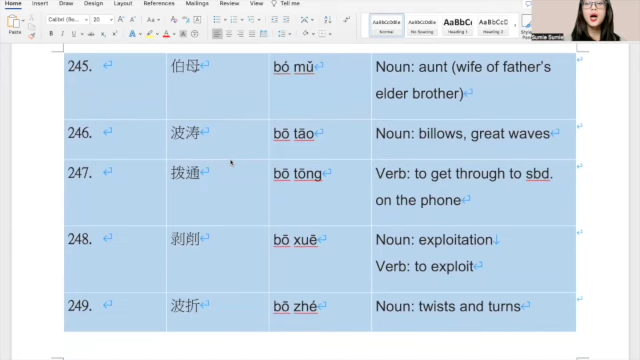 Home Insert Draw Design Layout References Mailings Review View Tell me
Paste
Calibri (Bo... 20
AaBbCcDdEe AaBbCcDdEe AaBbCc AaBbCcD
Normal No Spacing Heading 1 Heading 2
Sumie Sumie
245. 伯母 bó mǔ Noun: aunt (wife of father's
elder brother)
246. 波涛 bō tāo Noun: billows, great waves
247. 拨通 bō tōng Verb: to get through to sbd.
on the phone
248. 剥削 bō xuē Noun: exploitation
Verb: to exploit
249. 波折 bō zhé Noun: twists and turns